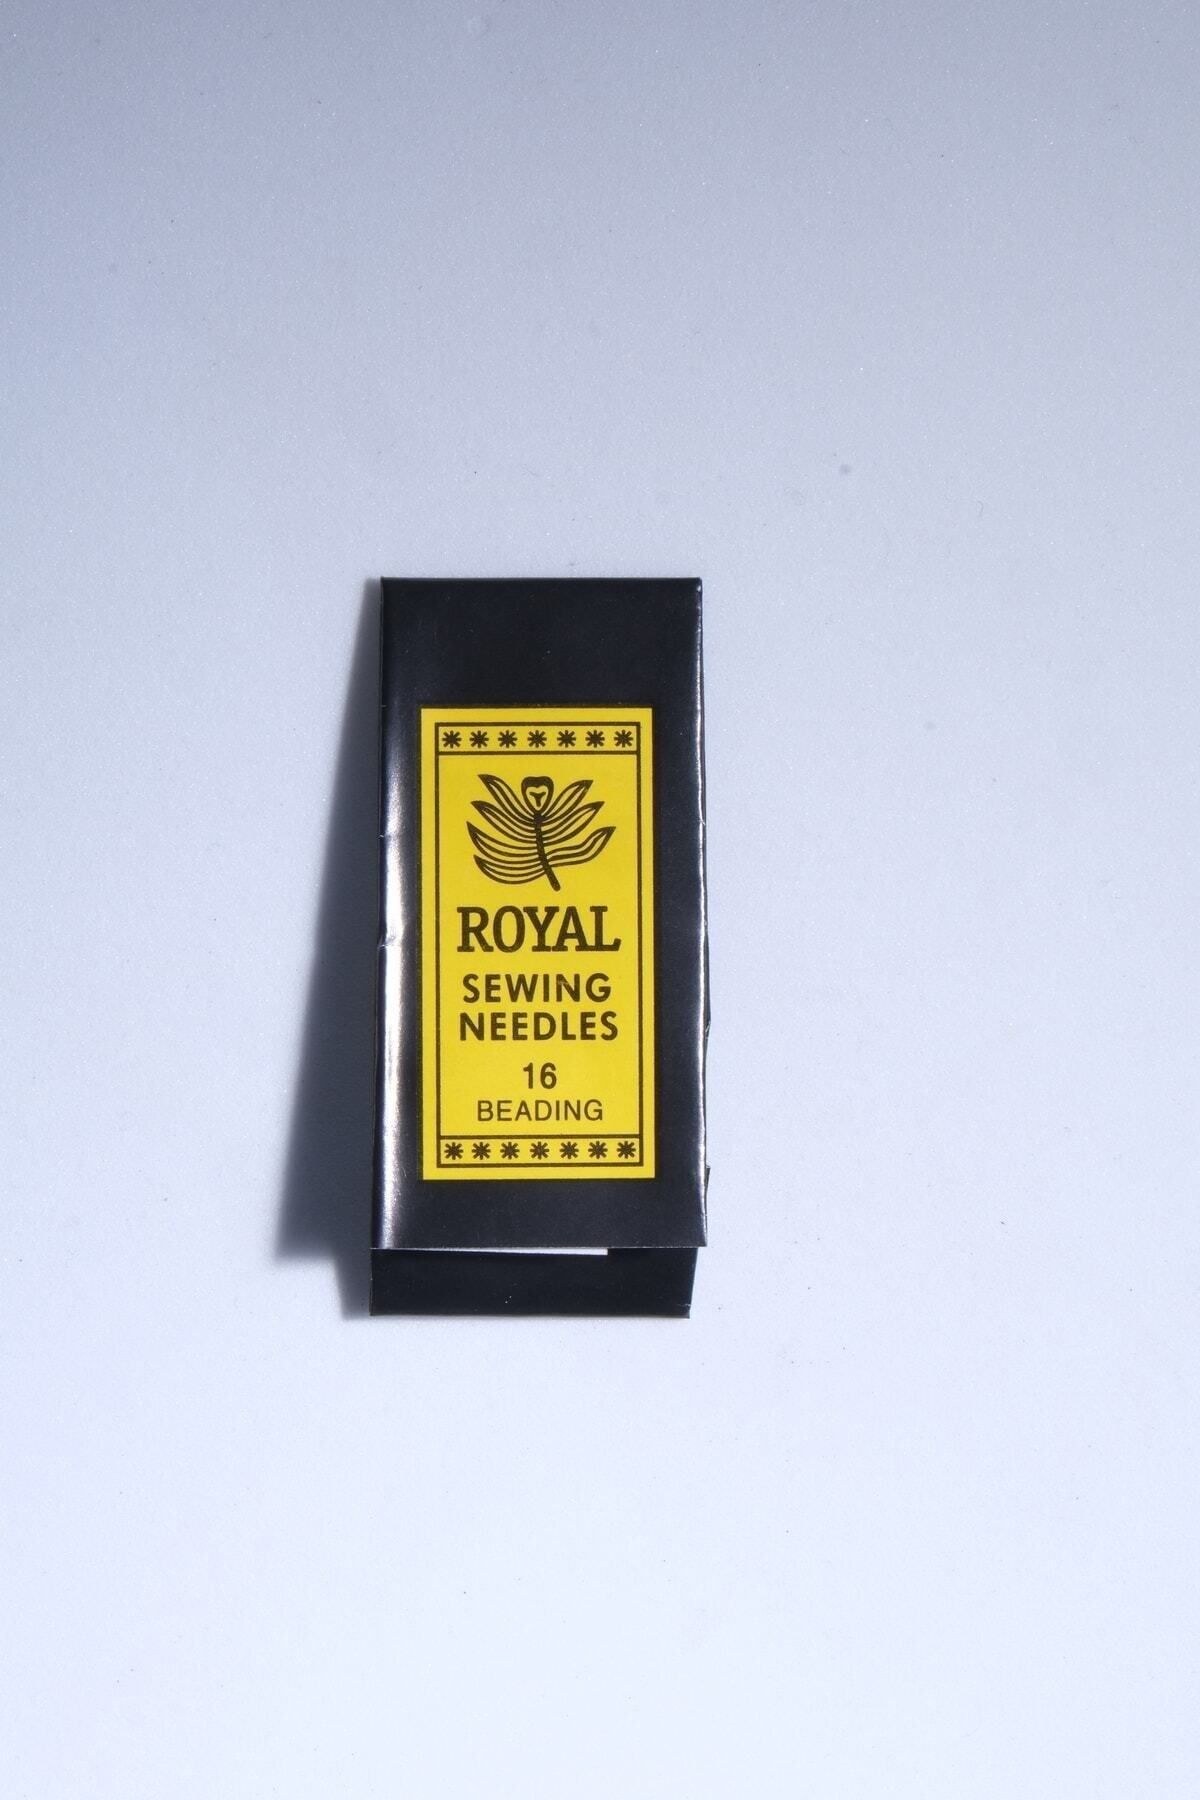 ROYAL
SEWING
NEEDLES
16
BEADING